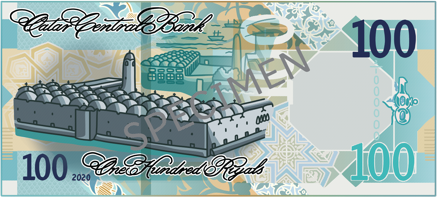 Qatar Central Bank
100
SPECIMEN
100
2020
One Hundred Riyals
100